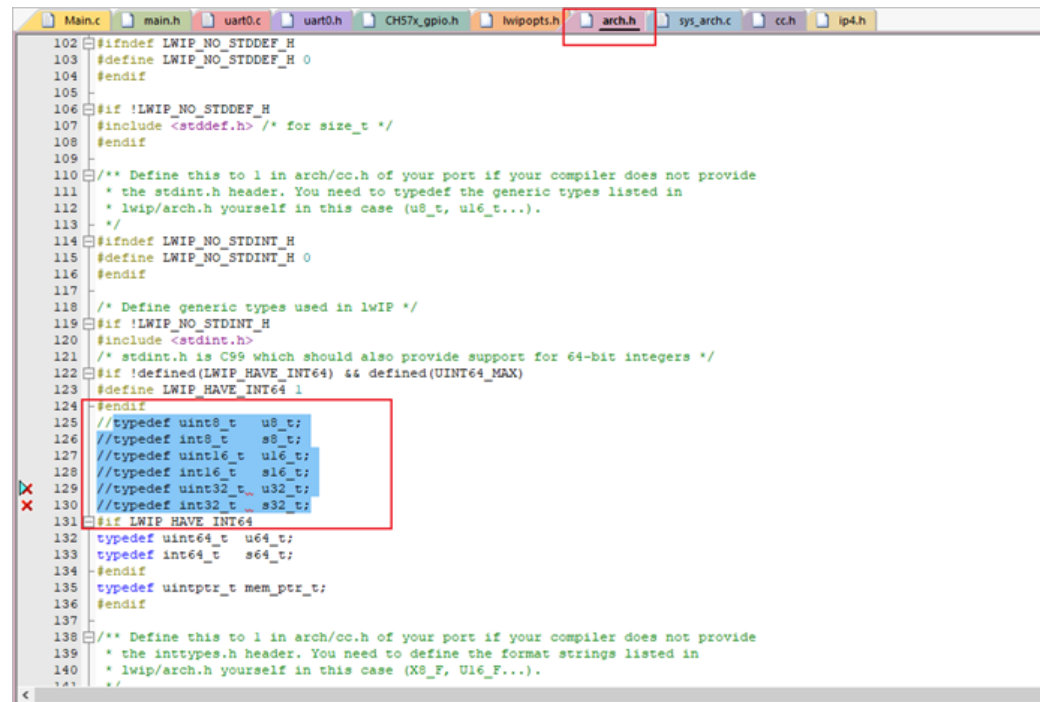 Main.c main.h uart0.c uart0.h CH57x_gpio.h lwipopts.h arch.h sys_arch.c cc.h ip4.h
102 #ifndef LWIP_NO_STDDEF_H
103 #define LWIP_NO_STDDEF_H 0
104 #endif
105
106 #if !LWIP_NO_STDDEF_H
107 #include <stddef.h> /* for size_t */
108 #endif
109
110 /** Define this to 1 in arch/cc.h of your port if your compiler does not provide
111 * the stdint.h header. You need to typedef the generic types listed in
112 * lwip/arch.h yourself in this case (u8_t, u16_t...).
113 */
114 #ifndef LWIP_NO_STDINT_H
115 #define LWIP_NO_STDINT_H 0
116 #endif
117
118 /* Define generic types used in lwIP */
119 #if !LWIP_NO_STDINT_H
120 #include <stdint.h>
121 /* stdint.h is C99 which should also provide support for 64-bit integers */
122 #if !defined(LWIP_HAVE_INT64) && defined(UINT64_MAX)
123 #define LWIP_HAVE_INT64 1
124 #endif
125 //typedef uint8_t u8_t;
126 //typedef int8_t s8_t;
127 //typedef uint16_t u16_t;
128 //typedef int16_t s16_t;
129 //typedef uint32_t u32_t;
130 //typedef int32_t s32_t;
131 #if LWIP_HAVE_INT64
132 typedef uint64_t u64_t;
133 typedef int64_t s64_t;
134 #endif
135 typedef uintptr_t mem_ptr_t;
136 #endif
137
138 /** Define this to 1 in arch/cc.h of your port if your compiler does not provide
139 * the inttypes.h header. You need to define the format strings listed in
140 * lwip/arch.h yourself in this case (X8_F, U16_F...).
141 */